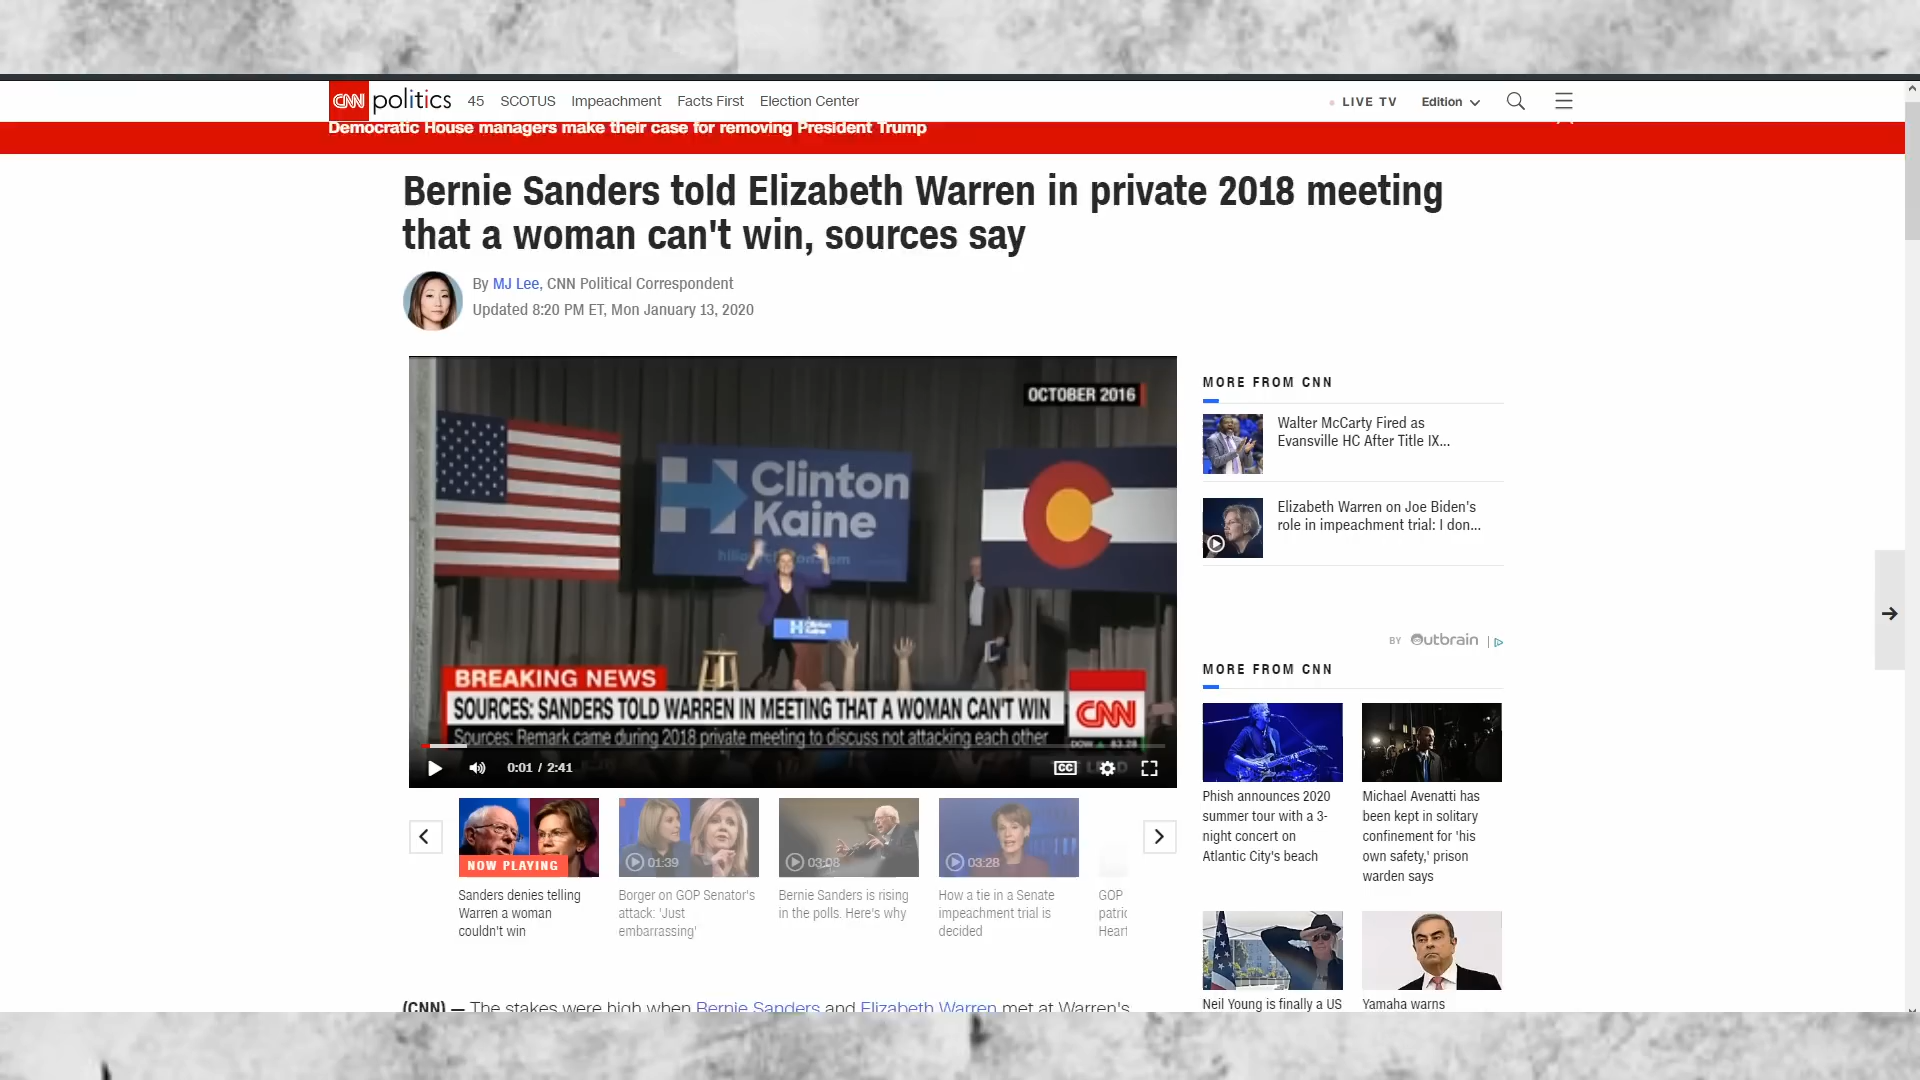 CNN politics 45 SCOTUS Impeachment Facts First Election Center LIVE TV Edition
Democratic House managers make their case for removing President Trump
Bernie Sanders told Elizabeth Warren in private 2018 meeting
that a woman can't win, sources say
By MJ Lee, CNN Political Correspondent
Updated 8:20 PM ET, Mon January 13, 2020
OCTOBER 2016
Clinton
Kaine
Clinton
Kaine
BREAKING NEWS
SOURCES: SANDERS TOLD WARREN IN MEETING THAT A WOMAN CAN'T WIN
CNN
Sources: Remark came during 2018 private meeting to discuss not attacking each other
0:01 / 2:41
CC
NOW PLAYING
Sanders denies telling
Warren a woman
couldn't win
01:39
Borger on GOP Senator's
attack: 'Just
embarrassing'
03:08
Bernie Sanders is rising
in the polls. Here's why
03:28
How a tie in a Senate
impeachment trial is
decided
GOP
(CNN) — The stakes were high when Bernie Sanders and Elizabeth Warren met at Warren's
MORE FROM CNN
Walter McCarty Fired as
Evansville HC After Title IX...
Elizabeth Warren on Joe Biden's
role in impeachment trial: I don...
BY Outbrain
MORE FROM CNN
Phish announces 2020
summer tour with a 3-
night concert on
Atlantic City's beach
Michael Avenatti has
been kept in solitary
confinement for 'his
own safety,' prison
warden says
Neil Young is finally a US
Yamaha warns